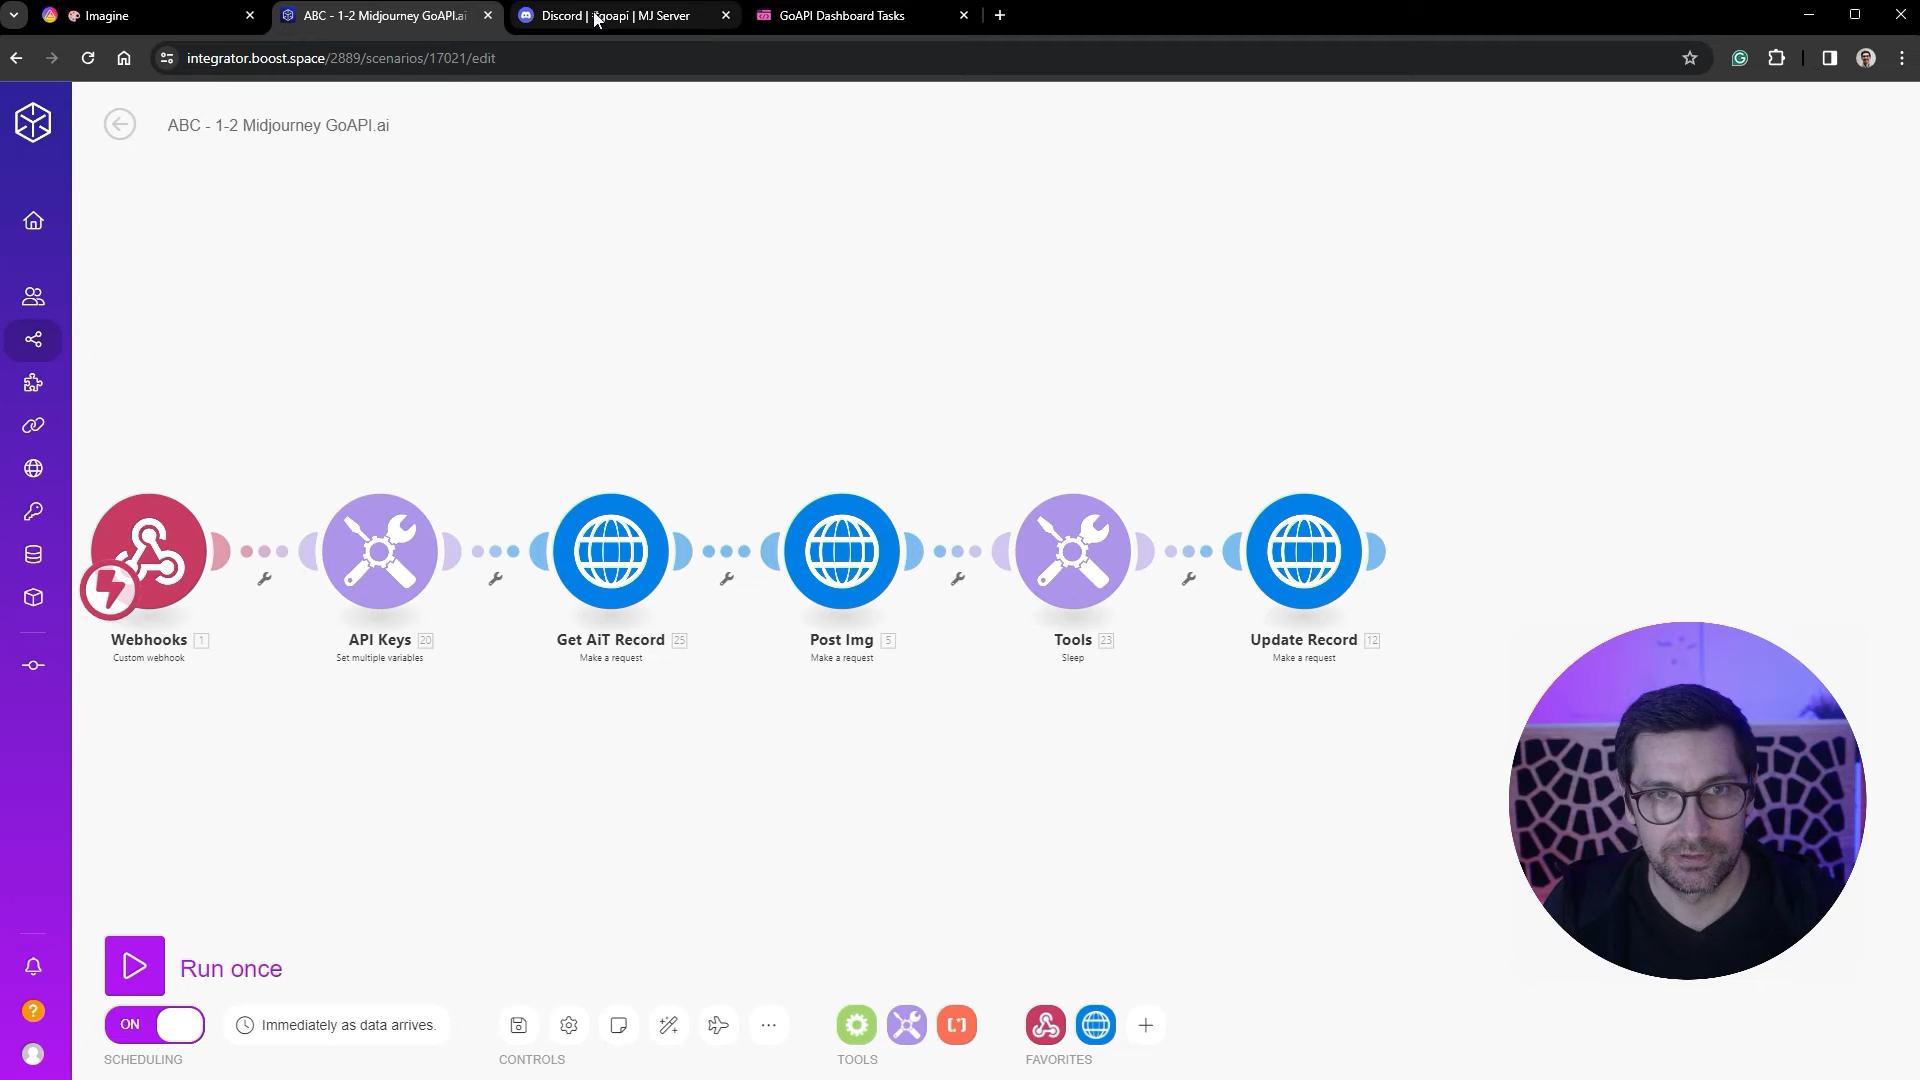 Imagine
ABC - 1-2 Midjourney GoAPI.ai
Discord | goapi | MJ Server
GoAPI Dashboard Tasks
integrator.boost.space/2889/scenarios/17021/edit
ABC - 1-2 Midjourney GoAPI.ai
Webhooks 1
Custom webhook
API Keys 20
Set multiple variables
Get AiT Record 25
Make a request
Post Img 5
Make a request
Tools 23
Sleep
Update Record 12
Make a request
Run once
ON
Immediately as data arrives.
SCHEDULING
CONTROLS
TOOLS
FAVORITES